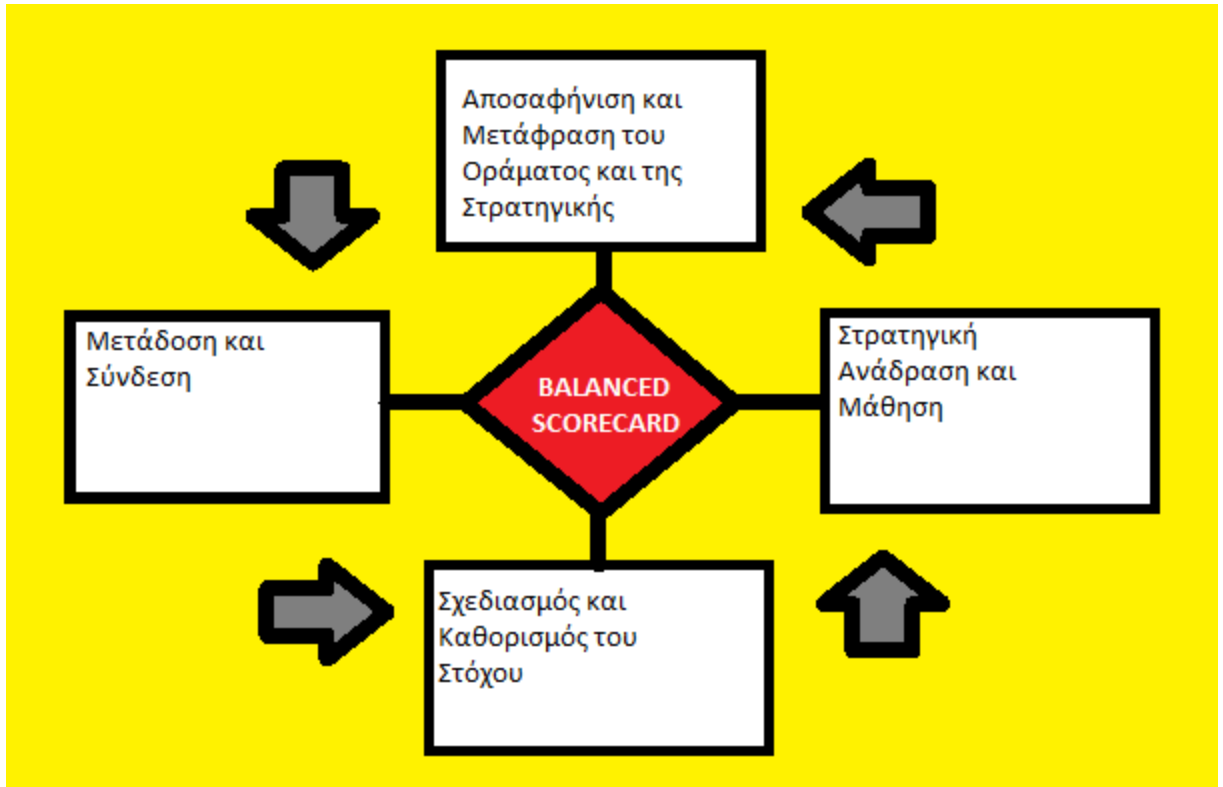 Αποσαφήνιση και
Μετάφραση του
Οράματος και της
Στρατηγικής
Μετάδοση και
Σύνδεση
BALANCED
SCORECARD
Στρατηγική
Ανάδραση και
Μάθηση
Σχεδιασμός και
Καθορισμός του
Στόχου